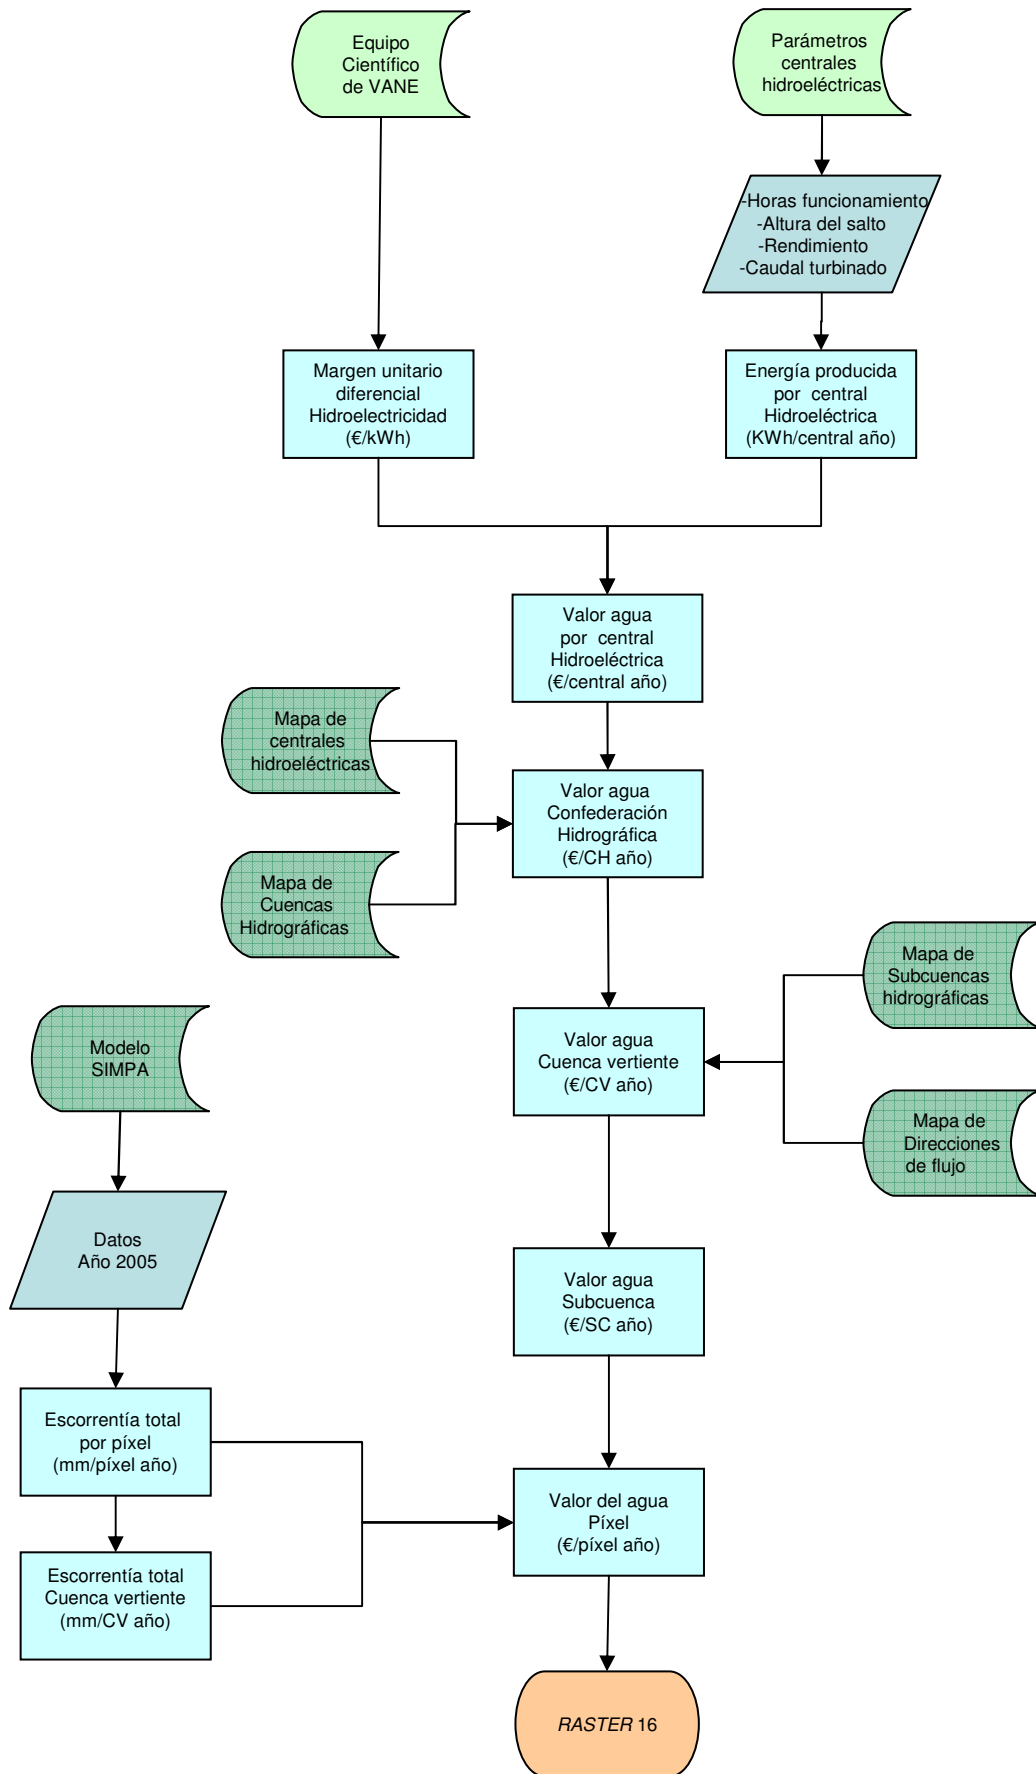 Equipo
Científico
de VANE
Parámetros
centrales
hidroeléctricas
-Horas funcionamiento
-Altura del salto
-Rendimiento
-Caudal turbinado
Margen unitario
diferencial
Hidroelectricidad
(€/kWh)
Energía producida
por central
Hidroeléctrica
(KWh/central año)
Valor agua
por central
Hidroeléctrica
(€/central año)
Mapa de
centrales
hidroeléctricas
Valor agua
Confederación
Hidrográfica
(€/CH año)
Mapa de
Cuencas
Hidrográficas
Mapa de
Subcuencas
hidrográficas
Modelo
SIMPA
Valor agua
Cuenca vertiente
(€/CV año)
Mapa de
Direcciones
de flujo
Datos
Año 2005
Valor agua
Subcuenca
(€/SC año)
Escorrentía total
por píxel
(mm/píxel año)
Valor del agua
Píxel
(€/píxel año)
Escorrentía total
Cuenca vertiente
(mm/CV año)
RASTER 16